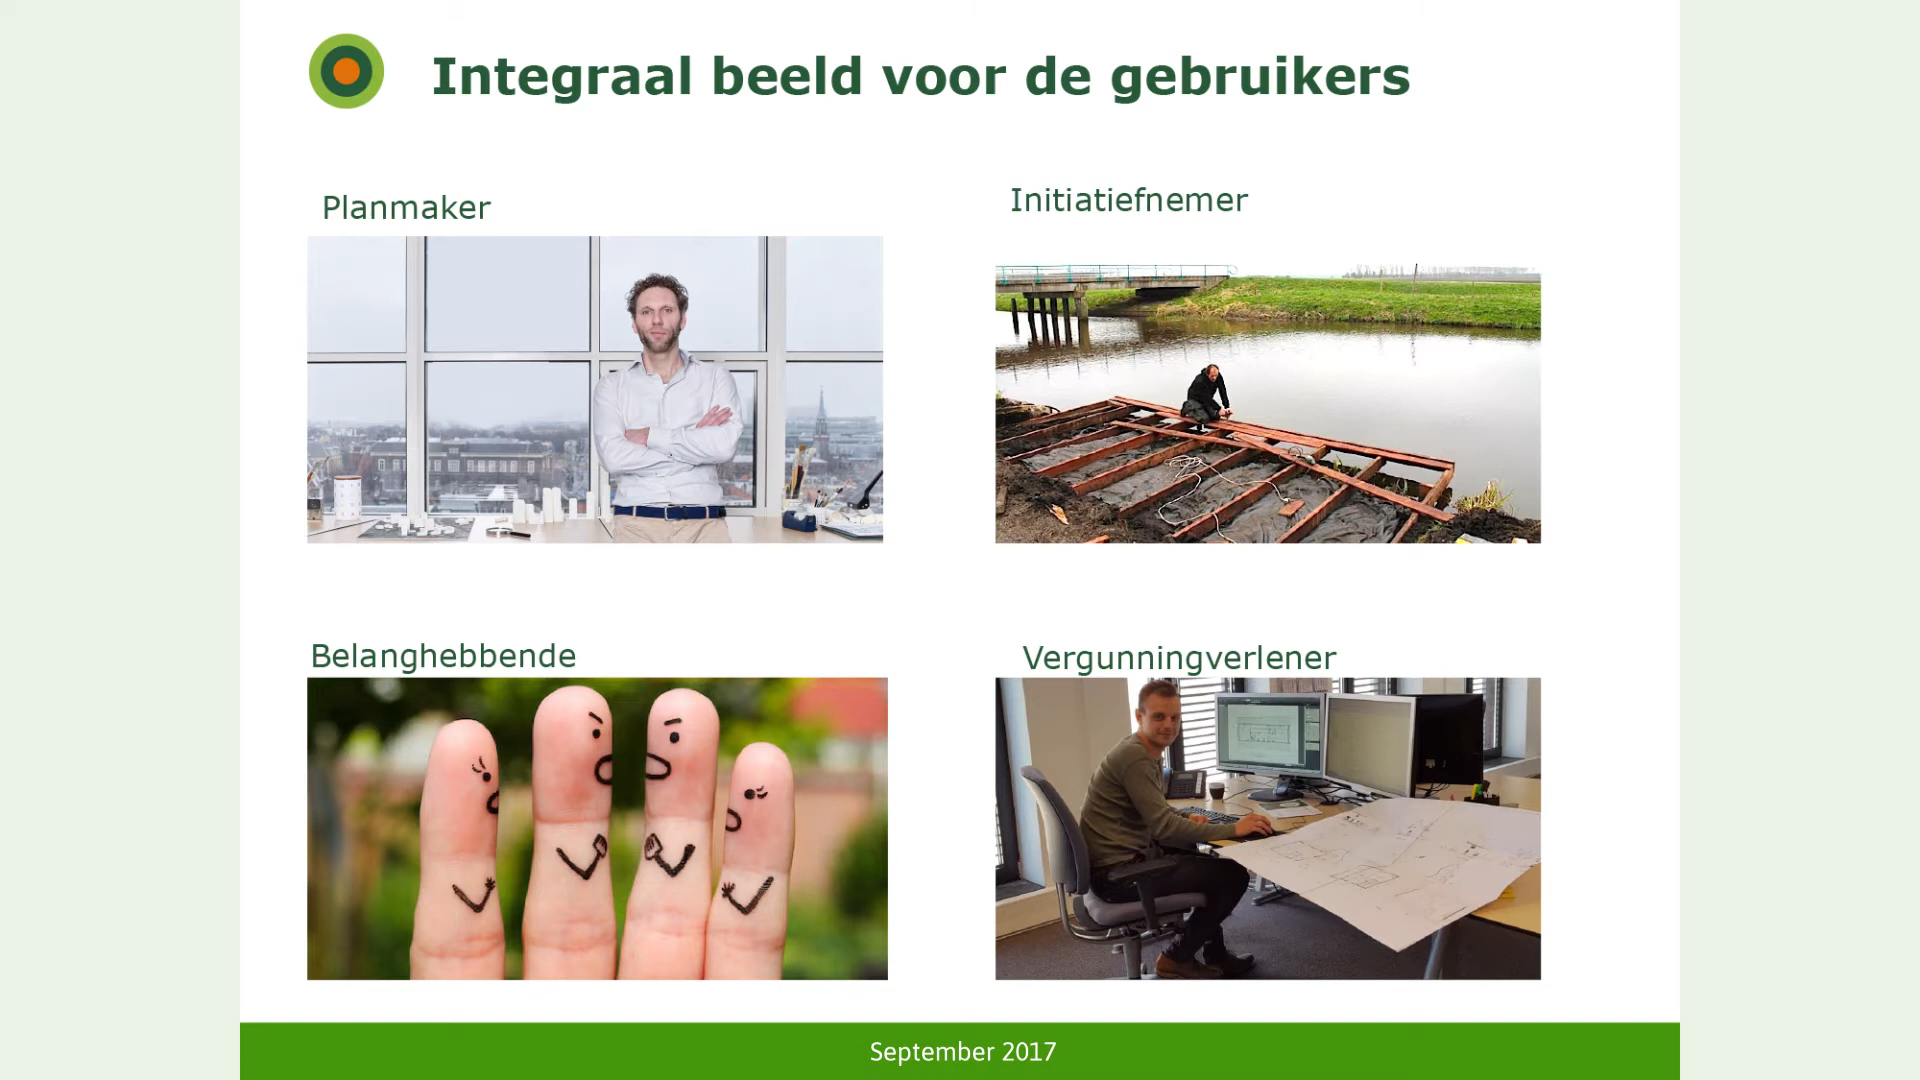 Integraal beeld voor de gebruikers
Planmaker
Initiatiefnemer
Belanghebbende
Vergunningverlener
September 2017